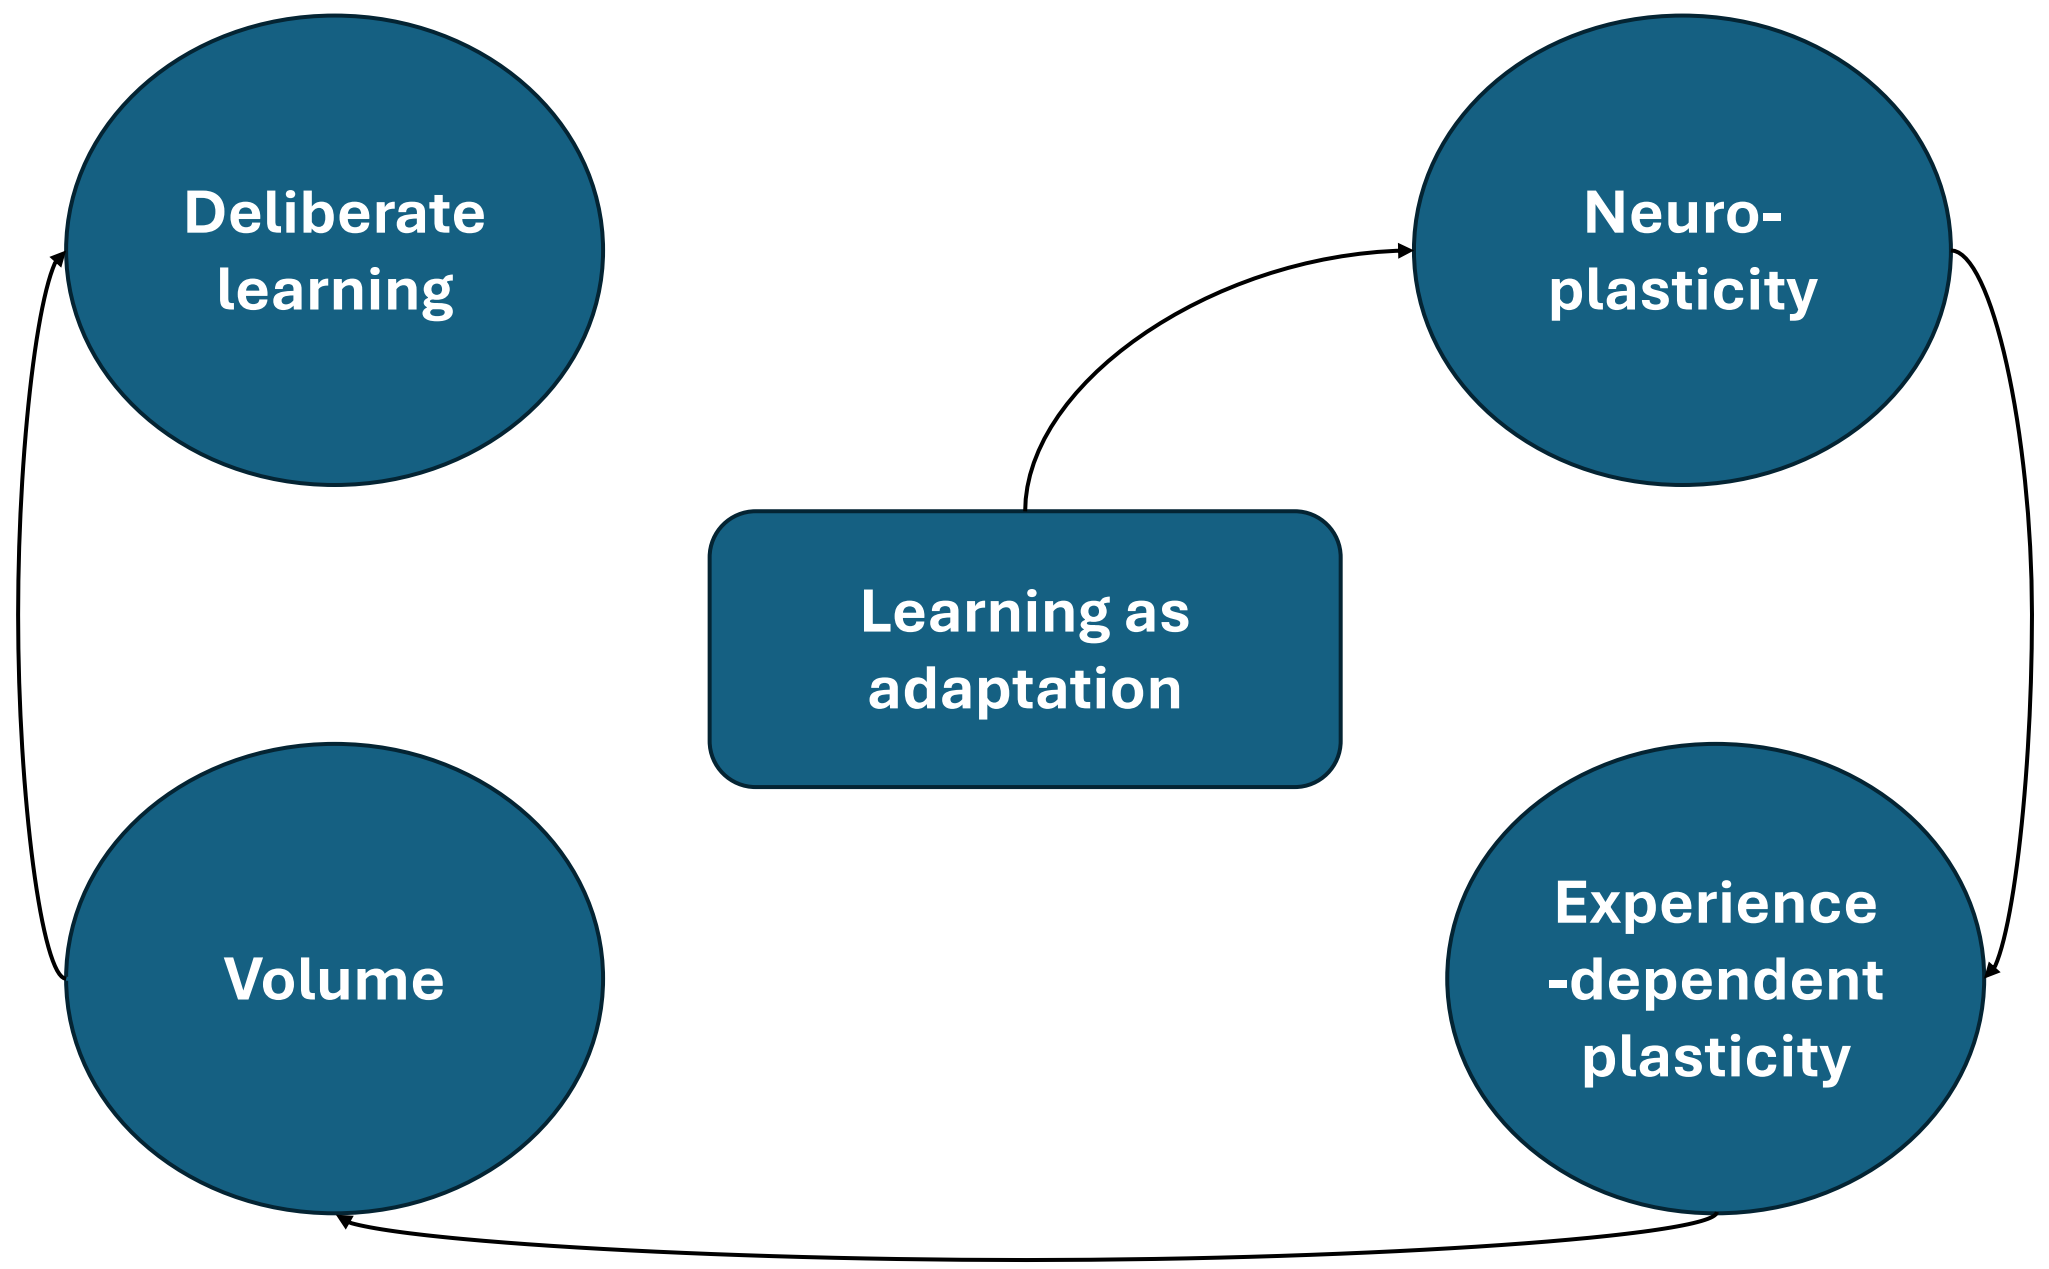 Deliberate
learning
Neuro-
plasticity
Learning as
adaptation
Volume
Experience
-dependent
plasticity